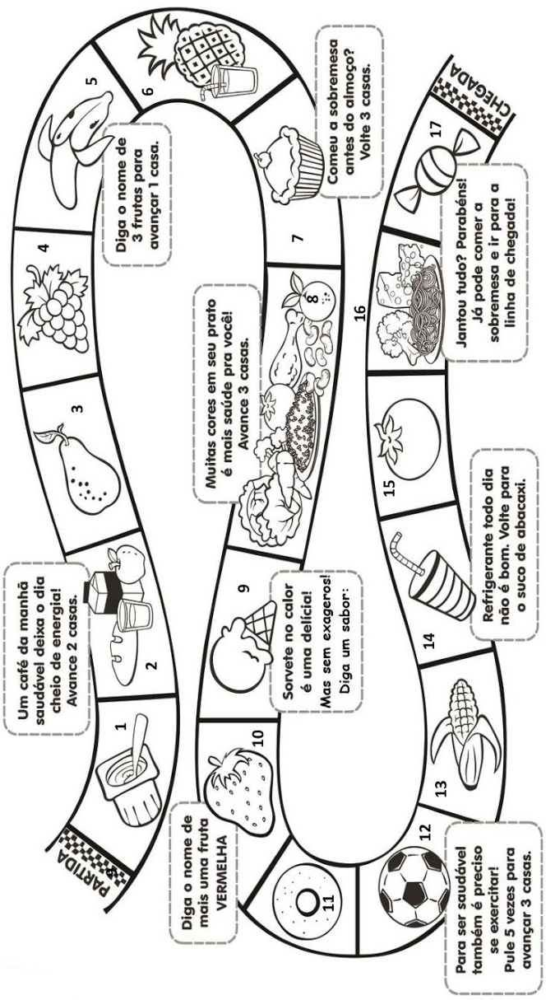 PARTIDA
1
Um café da manhã
saudável deixa o dia
cheio de energia!
Avance 2 casas.
2
3
4
5
Diga o nome de
3 frutas para
avançar 1 casa.
6
7
Comeu a sobremesa
antes do almoço?
Volte 3 casas.
8
Muitas cores em seu prato
é mais saúde pra você!
Avance 3 casas.
9
Sorvete no calor
é uma delícia!
Mas sem exageros!
Diga um sabor:
10
Diga o nome de
mais uma fruta
VERMELHA
11
12
Para ser saudável
também é preciso
se exercitar!
Pule 5 vezes para
avançar 3 casas.
13
14
Refrigerante todo dia
não é bom. Volte para
o suco de abacaxi.
15
16
Jantou tudo? Parabéns!
Já pode comer a
sobremesa e ir para a
linha de chegada!
17
CHEGADA